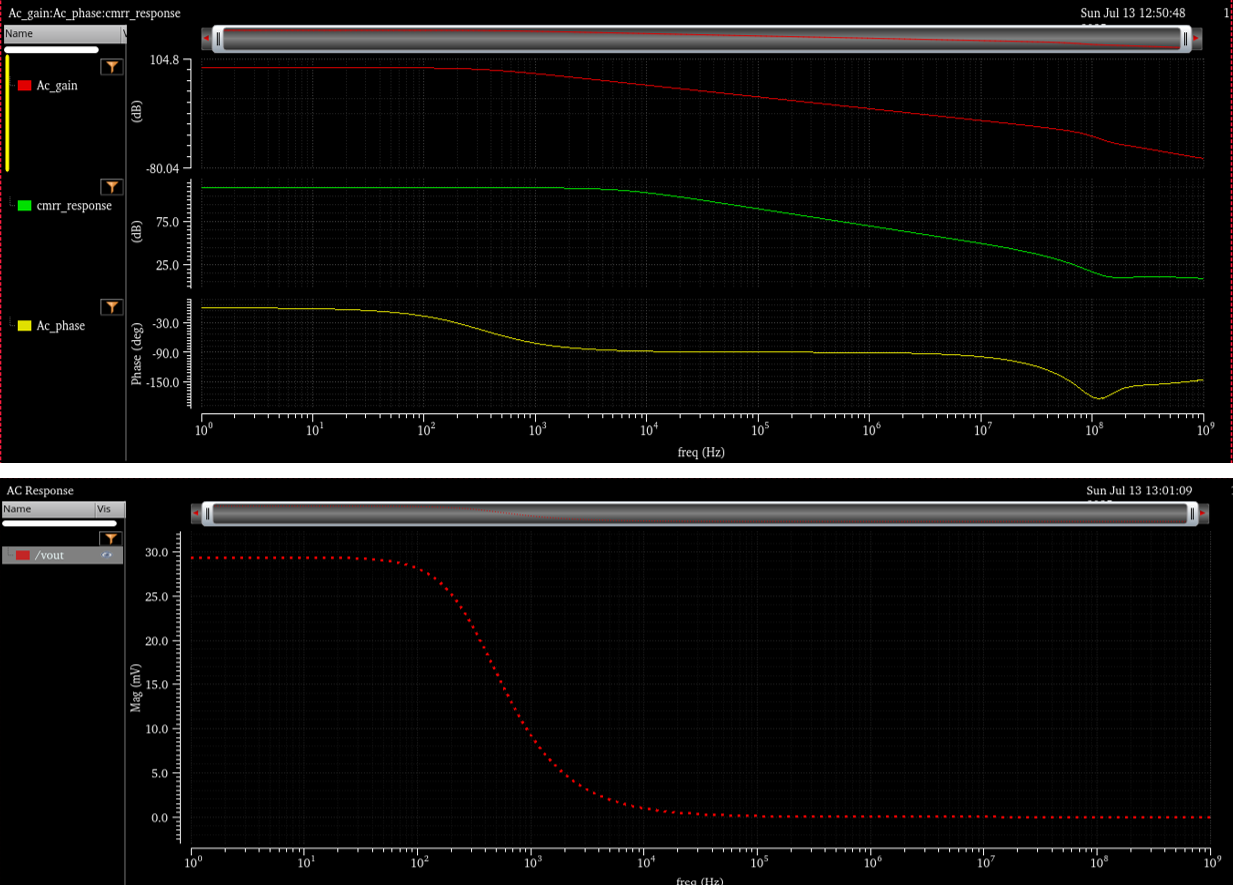 Ac_gain:Ac_phase:cmrr_response
Sun Jul 13 12:50:48 1
Name
Ac_gain
104.8
(dB)
-80.04
cmrr_response
75.0
(dB)
25.0
Ac_phase
-30.0
-90.0
-150.0
Phase (deg)
10⁰ 10¹ 10² 10³ 10⁴ 10⁵ 10⁶ 10⁷ 10⁸ 10⁹
freq (Hz)
AC Response
Sun Jul 13 13:01:09
Name Vis
/vout
30.0
25.0
20.0
15.0
10.0
5.0
0.0
Mag (mV)
10⁰ 10¹ 10² 10³ 10⁴ 10⁵ 10⁶ 10⁷ 10⁸ 10⁹
freq (Hz)